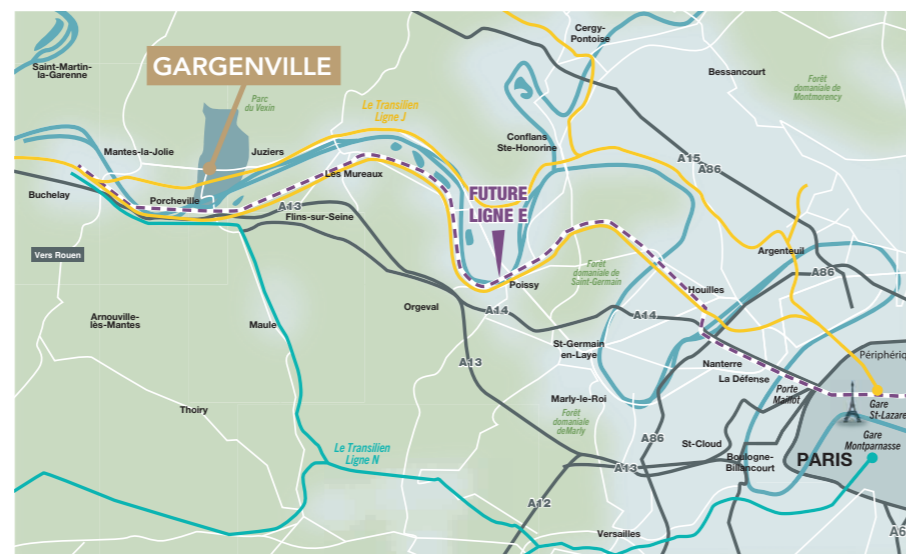 Cergy-
Pontoise
Saint-Martin-
la-Garenne
GARGENVILLE
Bessancourt
Forêt
domaniale de
Montmorency
Parc
du Vexin
Le Transilien
Ligne J
Conflans
Ste-Honorine
Mantes-la-Jolie
Juziers
A15
A86
Les Mureaux
Buchelay
Porcheville
FUTURE
LIGNE E
A13
Flins-sur-Seine
Vers Rouen
Argenteuil
A86
Forêt
domaniale de
Saint-Germain
Poissy
Houilles
Orgeval
A14
A14
Arnouville-
lès-Mantes
Maule
St-Germain
en-Laye
Périphériq
A13
Nanterre
La Défense
Porte
Maillot
Marly-le-Roi
Gare
St-Lazare
Thoiry
Forêt
domaniale
deMarly
A86
St-Cloud
Gare
Montparnasse
Le Transilien
Ligne N
Boulogne-
Billancourt
PARIS
A13
A12
Versailles
A6